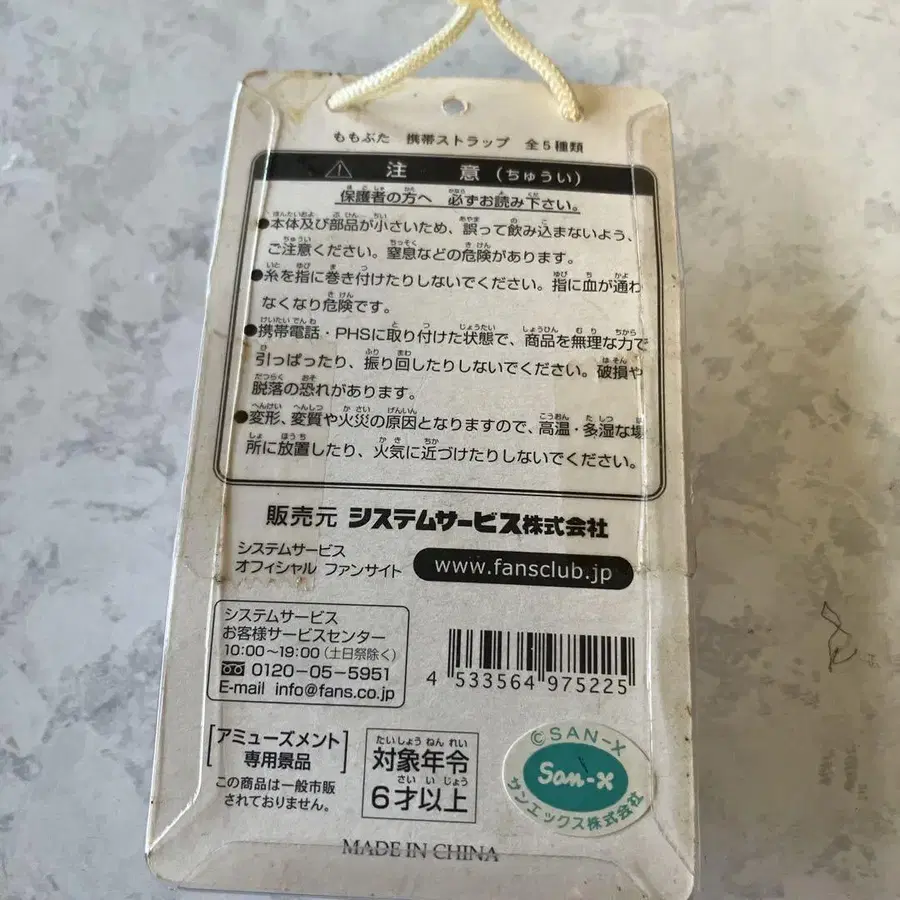 ももぶた 携帯ストラップ 全5種類
注 意 (ちゅうい)
保護者の方へ 必ずお読み下さい。
●本体及び部品が小さいため、誤って飲み込まないよう、
ご注意ください。窒息などの危険があります。
●糸を指に巻き付けたりしないでください。指に血が通わ
なくなり危険です。
●携帯電話・PHSに取り付けた状態で、商品を無理な力で
引っぱったり、振り回したりしないでください。破損や
脱落の恐れがあります。
●変形、変質や火災の原因となりますので、高温・多湿な場
所に放置したり、火気に近づけたりしないでください。
販売元 システムサービス株式会社
システムサービス
オフィシャル ファンサイト
www.fansclub.jp
システムサービス
お客様サービスセンター
10:00~19:00(土日祭除く)
0120-05-5951
E-mail info@fans.co.jp
4 533564 975225
アミューズメント
専用景品
この商品は一般市販
されておりません。
たいしょうねんれい
対象年令
さいいじょう
6才以上
©SAN-X
San-x
サンエックス株式会社
MADE IN CHINA